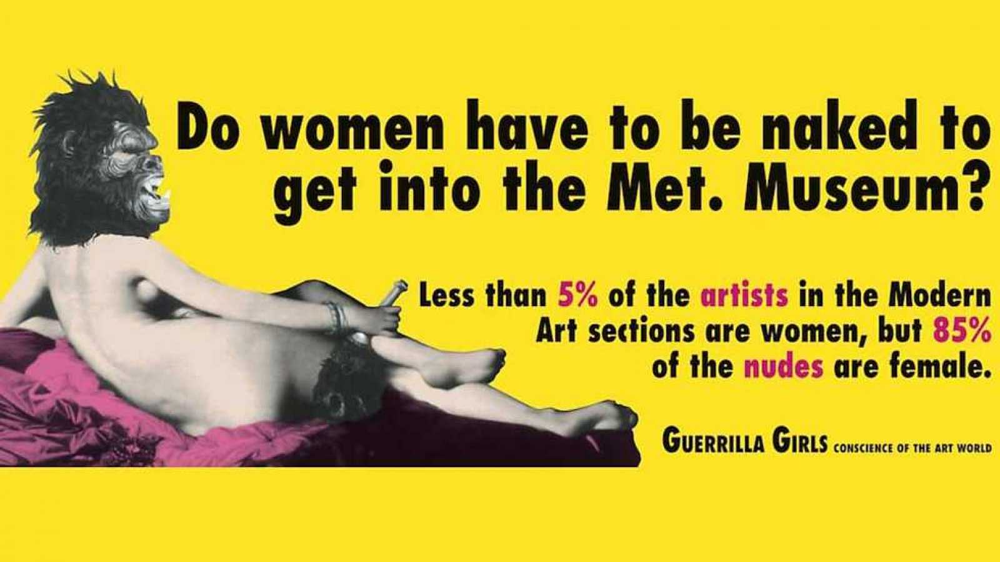 Do women have to be naked to
get into the Met. Museum?
Less than 5% of the artists in the Modern
Art sections are women, but 85%
of the nudes are female.
GUERRILLA GIRLS CONSCIENCE OF THE ART WORLD